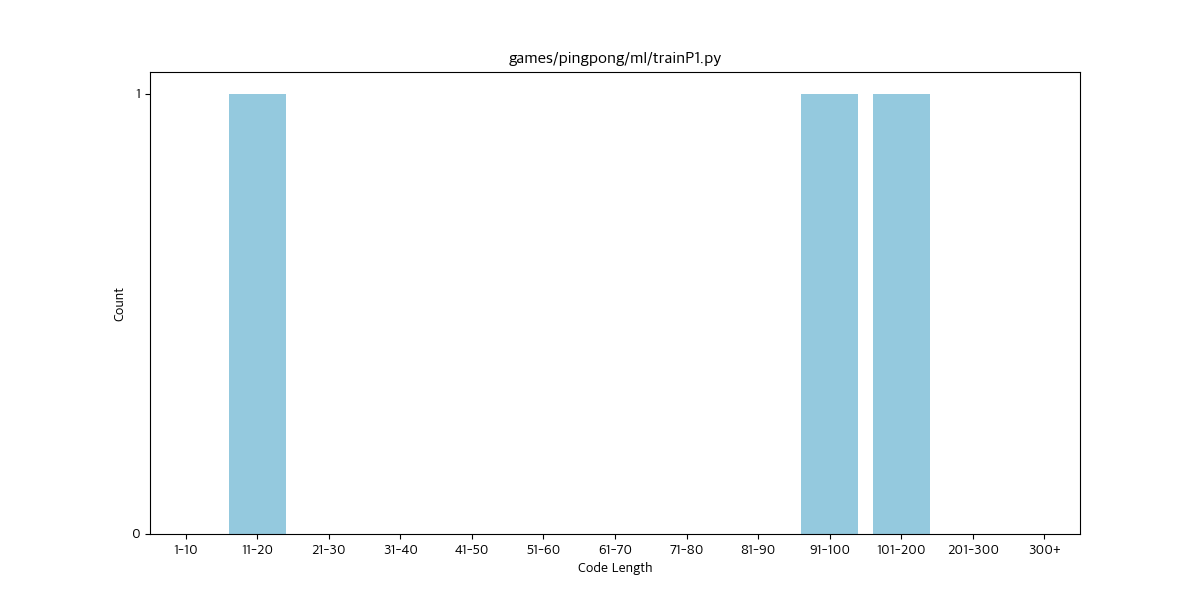 games/pingpong/ml/trainP1.py
1
Count
0
1-10 11-20 21-30 31-40 41-50 51-60 61-70 71-80 81-90 91-100 101-200 201-300 300+
Code Length